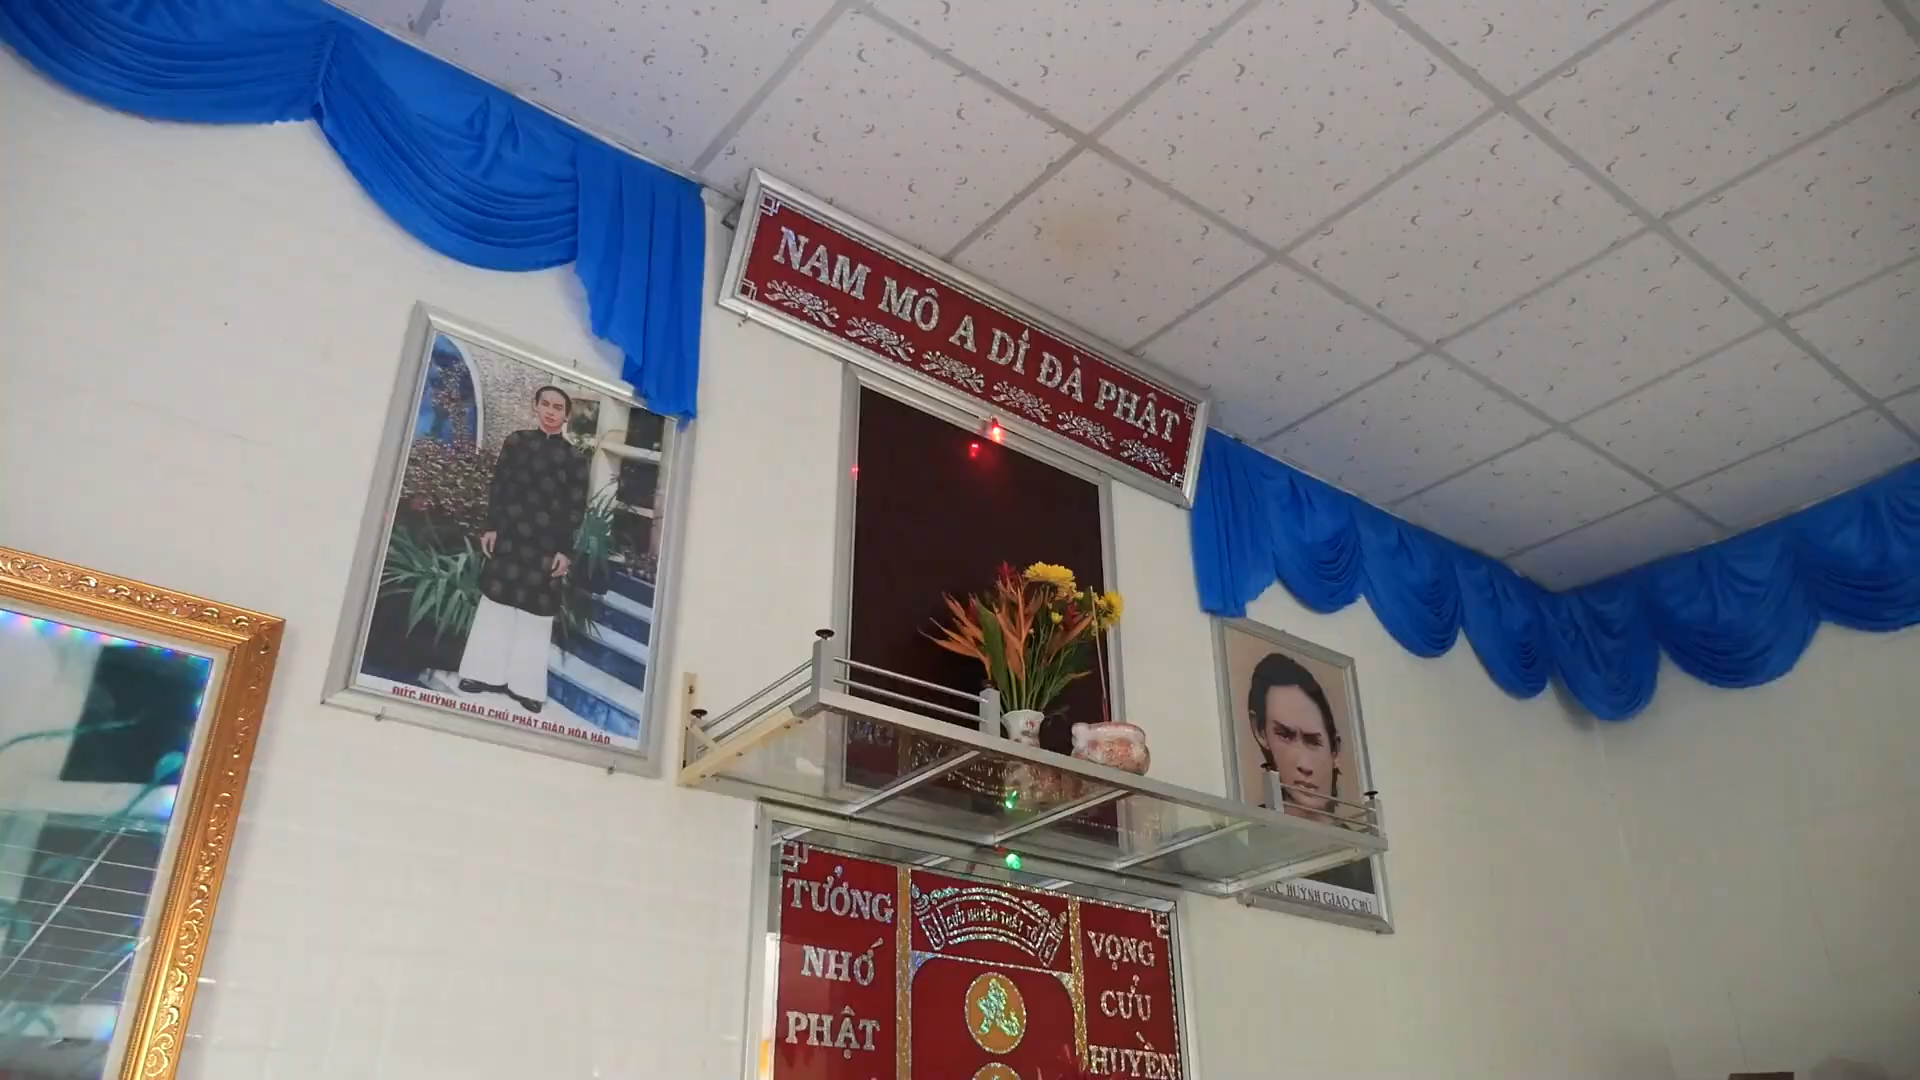 NAM MÔ A DI ĐÀ PHẬT
ĐỨC HUỲNH GIÁO CHỦ PHẬT GIÁO HÒA HẢO
ĐỨC HUỲNH GIÁO CHỦ
CỬU HUYỀN THẤT TỔ
TƯỞNG
NHỚ
PHẬT
VỌNG
CỬU
HUYỀN